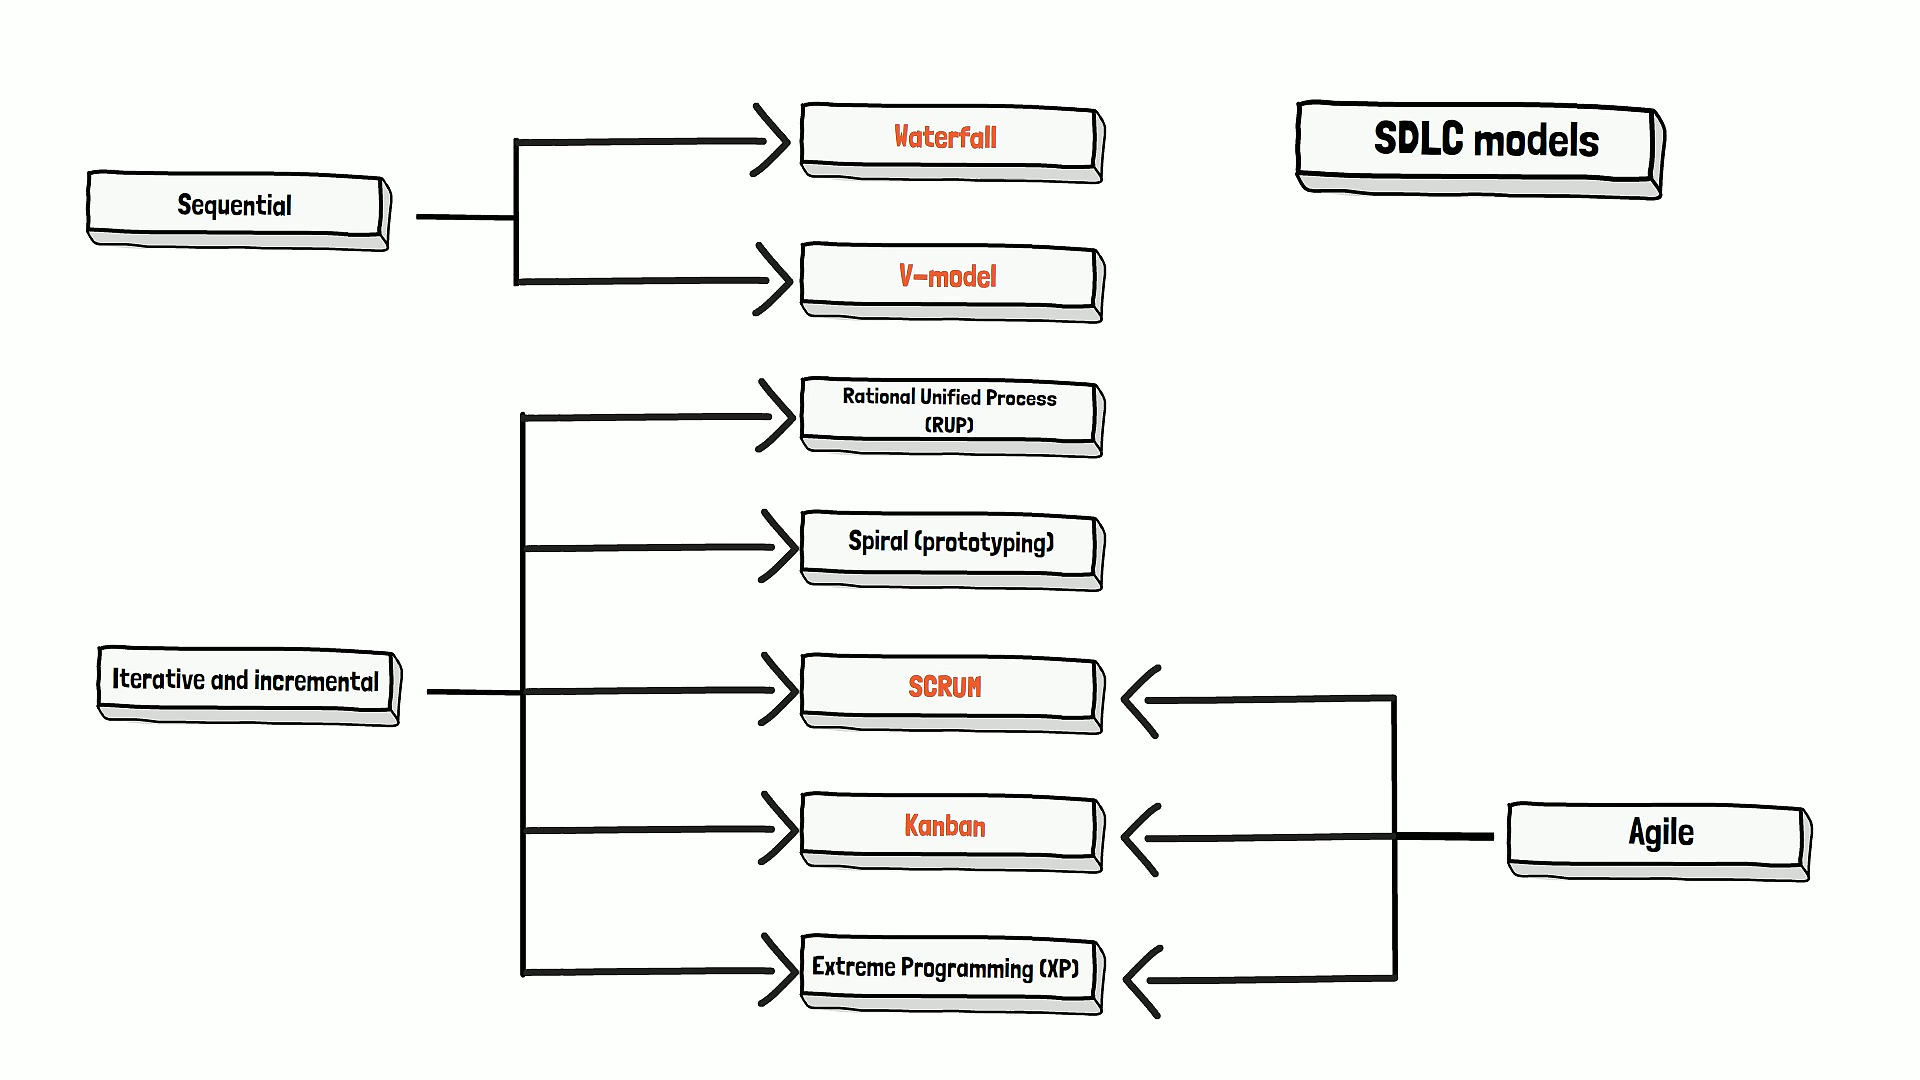 SDLC models
Sequential
Waterfall
V-model
Iterative and incremental
Rational Unified Process
(RUP)
Spiral (prototyping)
SCRUM
Kanban
Extreme Programming (XP)
Agile